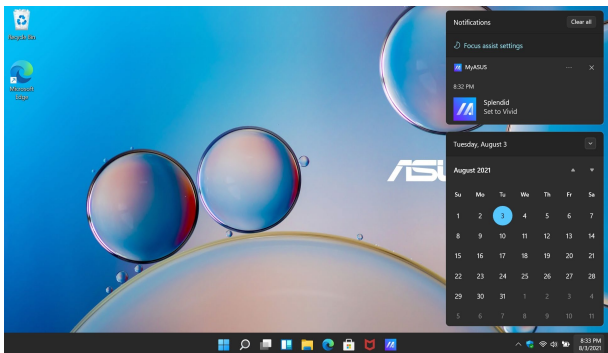 Recycle Bin
Microsoft
Edge
Notifications
Clear all
Focus assist settings
MyASUS
8:32 PM
Splendid
Set to Vivid
Tuesday, August 3
August 2021
Su Mo Tu We Th Fr Sa
1 2 3 4 5 6 7
8 9 10 11 12 13 14
15 16 17 18 19 20 21
22 23 24 25 26 27 28
29 30 31 1 2 3 4
5 6 7 8 9 10 11
8:33 PM
8/3/2021